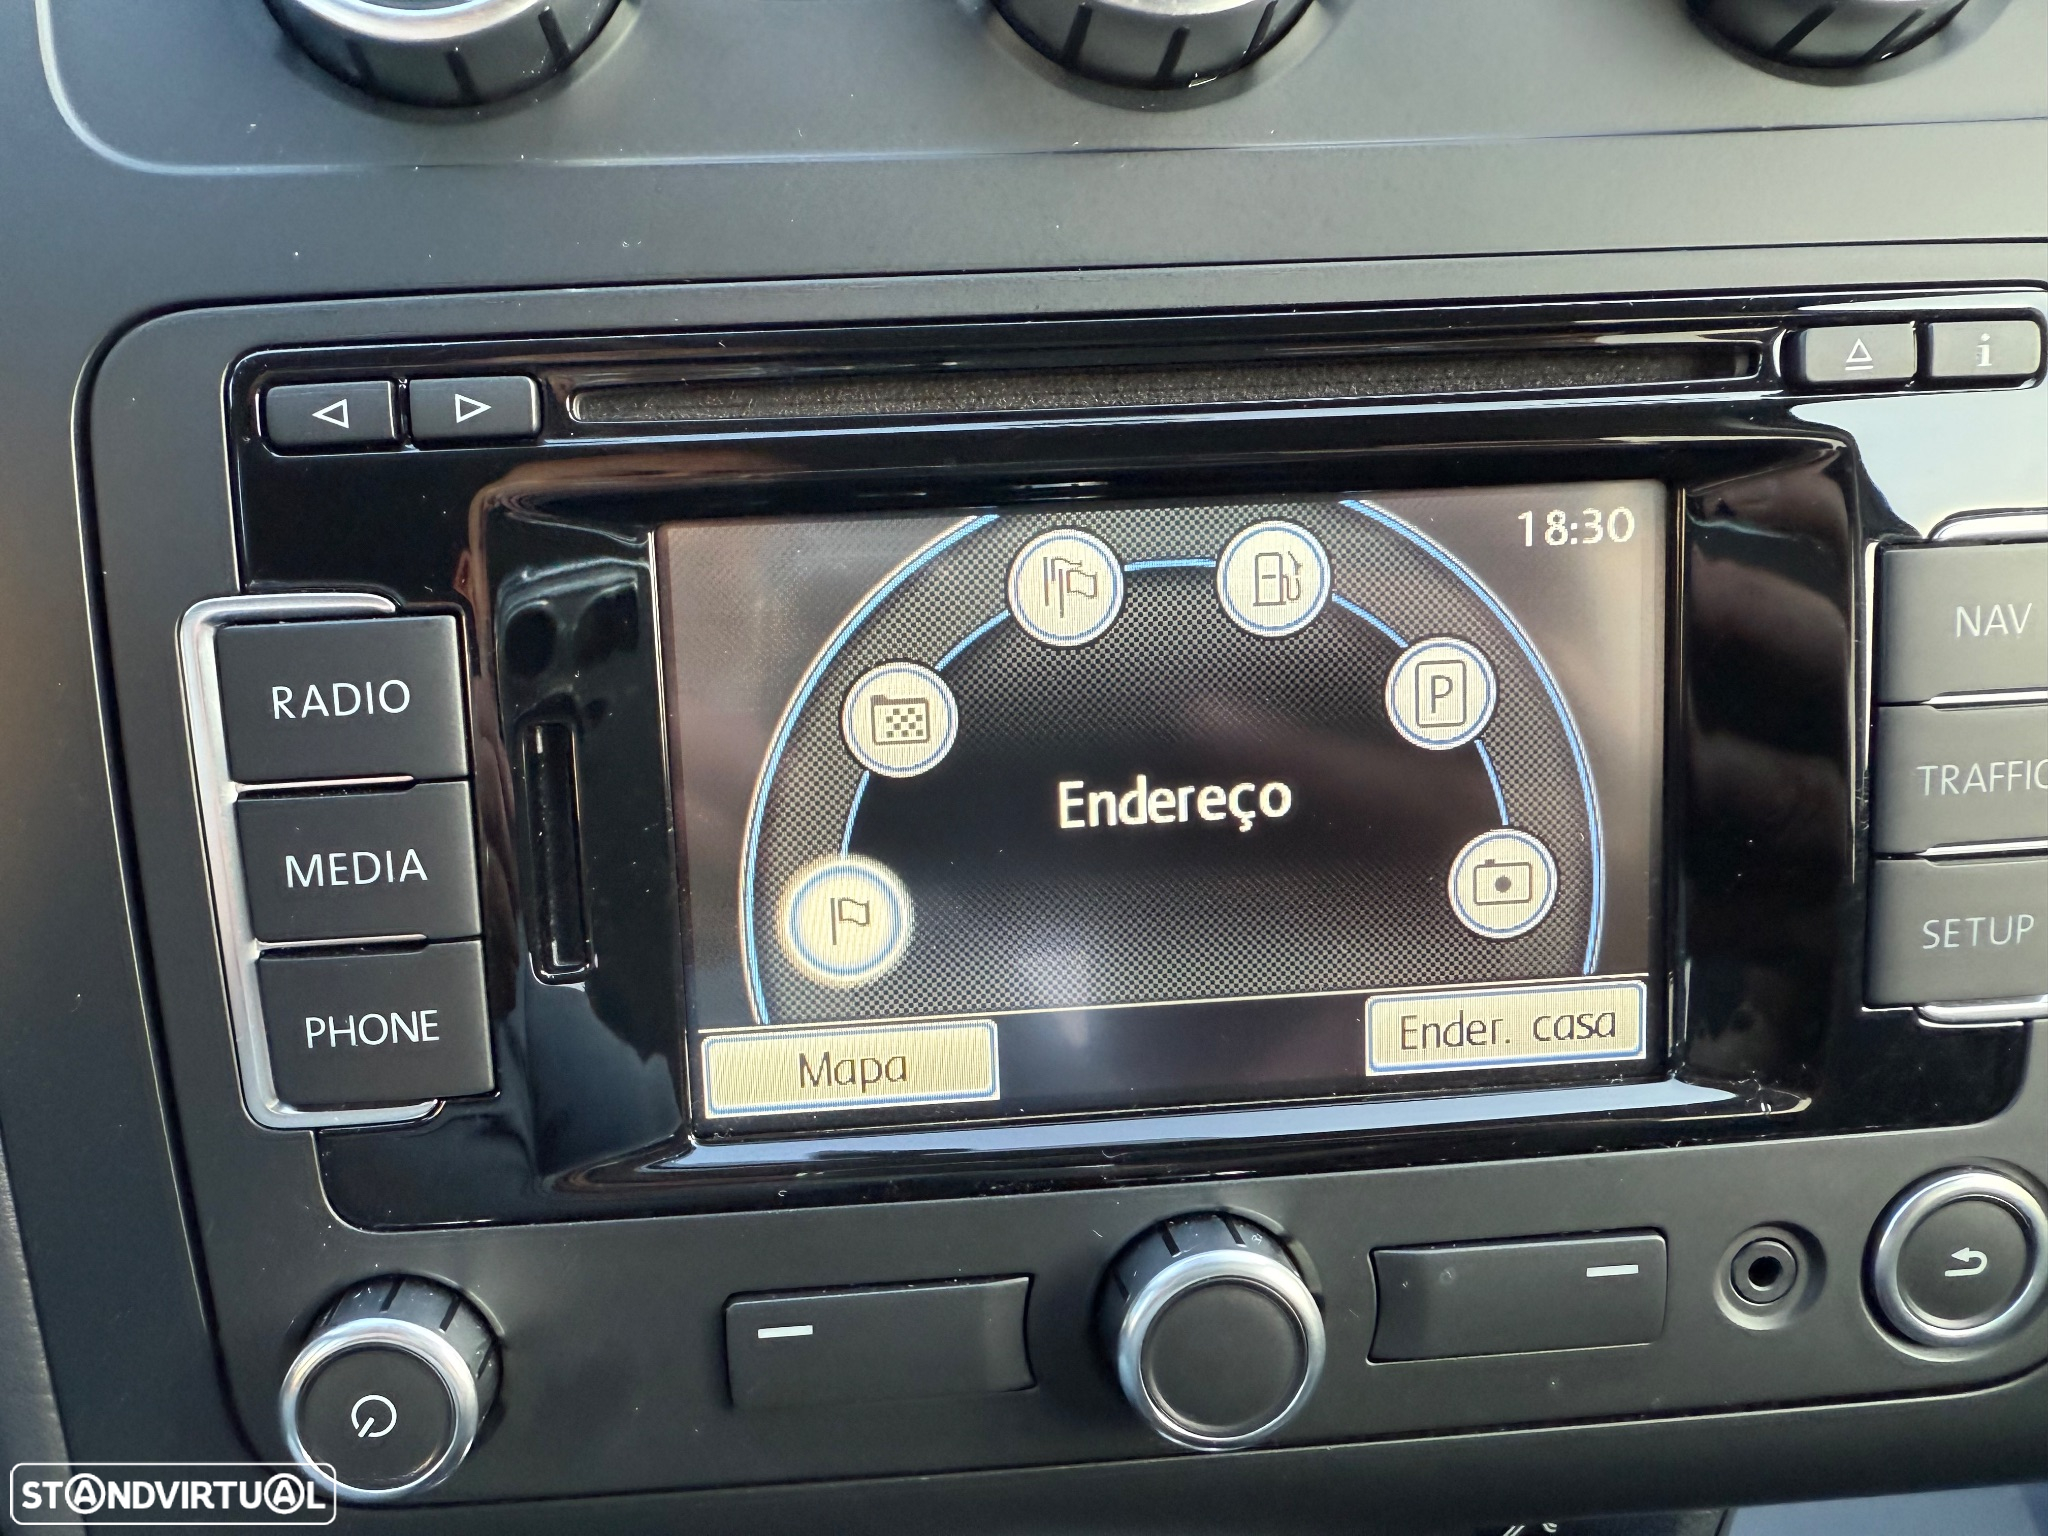 i
18:30
RADIO
NAV
P
MEDIA
TRAFFIC
Endereço
PHONE
SETUP
Mapa
Ender. casa
STANDVIRTUAL